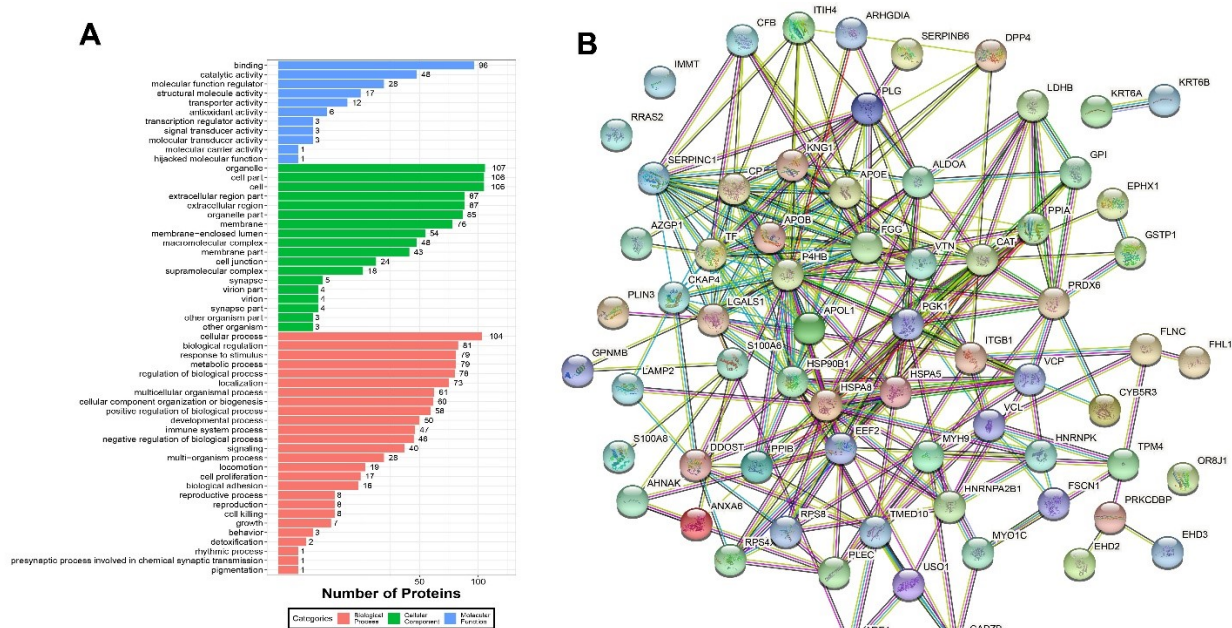 A
binding 96
catalytic activity 48
molecular function regulator 28
structural molecule activity 17
transporter activity 12
antioxidant activity 6
transcription regulator activity 3
signal transducer activity 3
molecular transducer activity 3
molecular carrier activity 1
hijacked molecular function 1
organelle 107
cell part 106
cell 106
extracellular region part 87
extracellular region 87
organelle part 85
membrane 76
membrane-enclosed lumen 54
macromolecular complex 48
membrane part 43
cell junction 24
supramolecular complex 18
synapse 5
virion part 4
virion 4
synapse part 4
other organism part 3
other organism 3
cellular process 104
biological regulation 81
response to stimulus 79
metabolic process 79
regulation of biological process 78
localization 73
multicellular organismal process 61
cellular component organization or biogenesis 60
positive regulation of biological process 58
developmental process 50
immune system process 47
negative regulation of biological process 46
signaling 40
multi-organism process 28
locomotion 19
cell proliferation 17
biological adhesion 16
reproductive process 8
reproduction 8
cell killing 8
growth 7
behavior 3
detoxification 2
rhythmic process 1
presynaptic process involved in chemical synaptic transmission 1
pigmentation 1
50 100
Number of Proteins
Categories Biological Process Cellular Component Molecular Function
B
ITIH4
ARHGDIA
CFB
SERPINB6
DPP4
IMMT
PLG
LDHB
KRT6A
KRT6B
RRAS2
SERPINC1
KNG1
CP
APOE
ALDOA
GPI
EPHX1
AZGP1
TF
APOB
FGG
VTN
CAT
PPIA
GSTP1
P4HB
CKAP4
PLIN3
LGALS1
APOL1
PGK1
PRDX6
GPNMB
LAMP2
S100A6
HSP90B1
HSPA8
HSPA5
ITGB1
VCP
FLNC
FHL1
CYB5R3
S100A8
DDOST
PPIB
EEF2
MYH9
VCL
HNRNPK
TPM4
OR8J1
AHNAK
ANXA6
RPS8
TMED10
HNRNPA2B1
FSCN1
PRKCDBP
RPS4X
PLEC
USO1
MYO1C
EHD2
EHD3